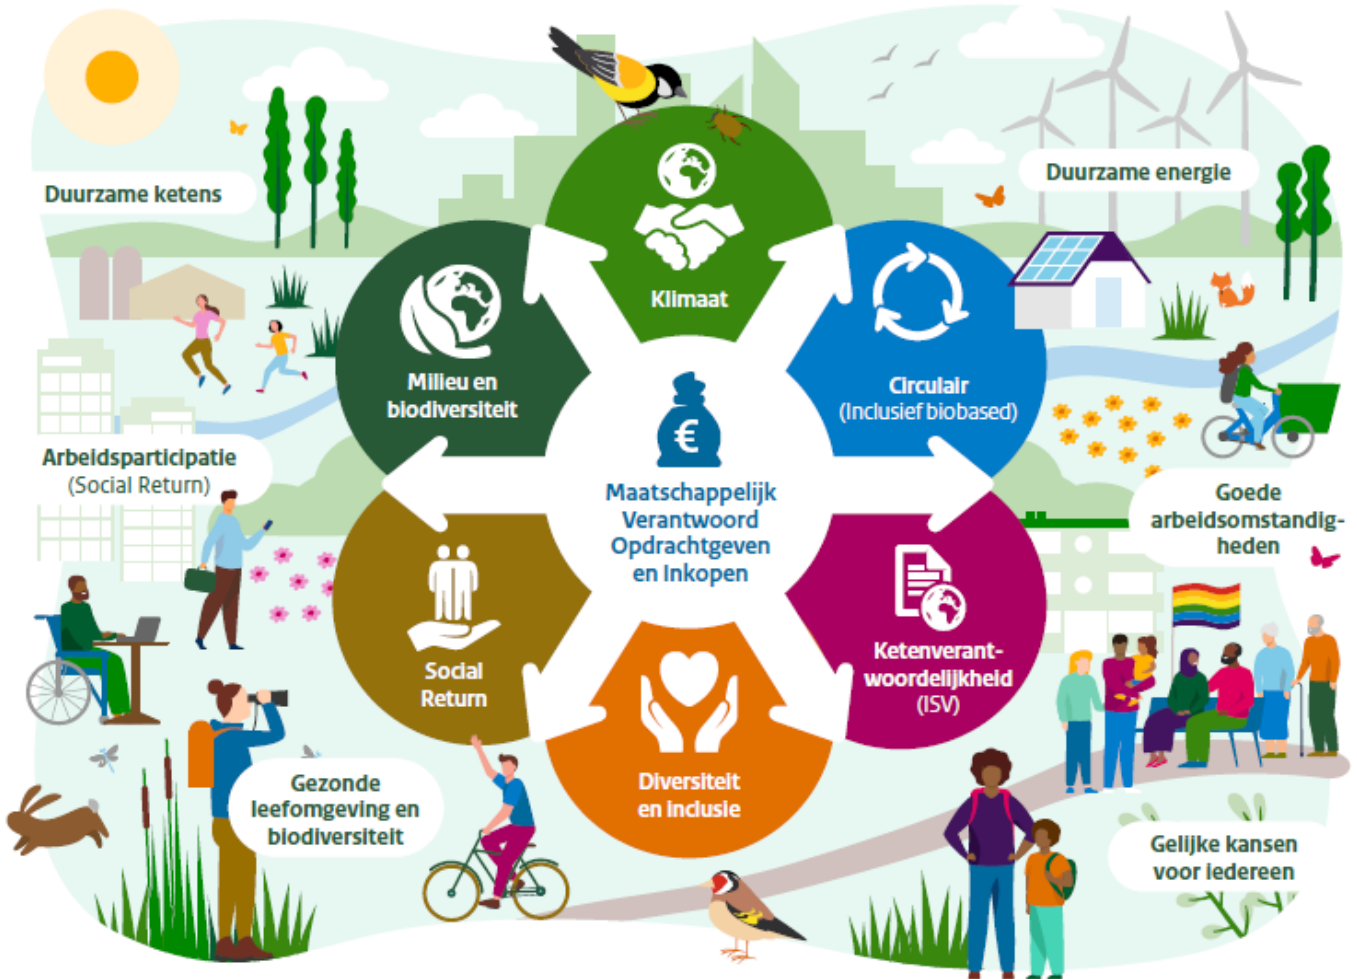 Duurzame ketens
Duurzame energie
Klimaat
Milieu en
biodiversiteit
Circulair
(Inclusief biobased)
€
Maatschappelijk
Verantwoord
Opdrachtgeven
en Inkopen
Arbeidsparticipatie
(Social Return)
Goede
arbeidsomstandig-
heden
Social
Return
Ketenverant-
woordelijkheid
(ISV)
Diversiteit
en inclusie
Gezonde
leefomgeving en
biodiversiteit
Gelijke kansen
voor iedereen